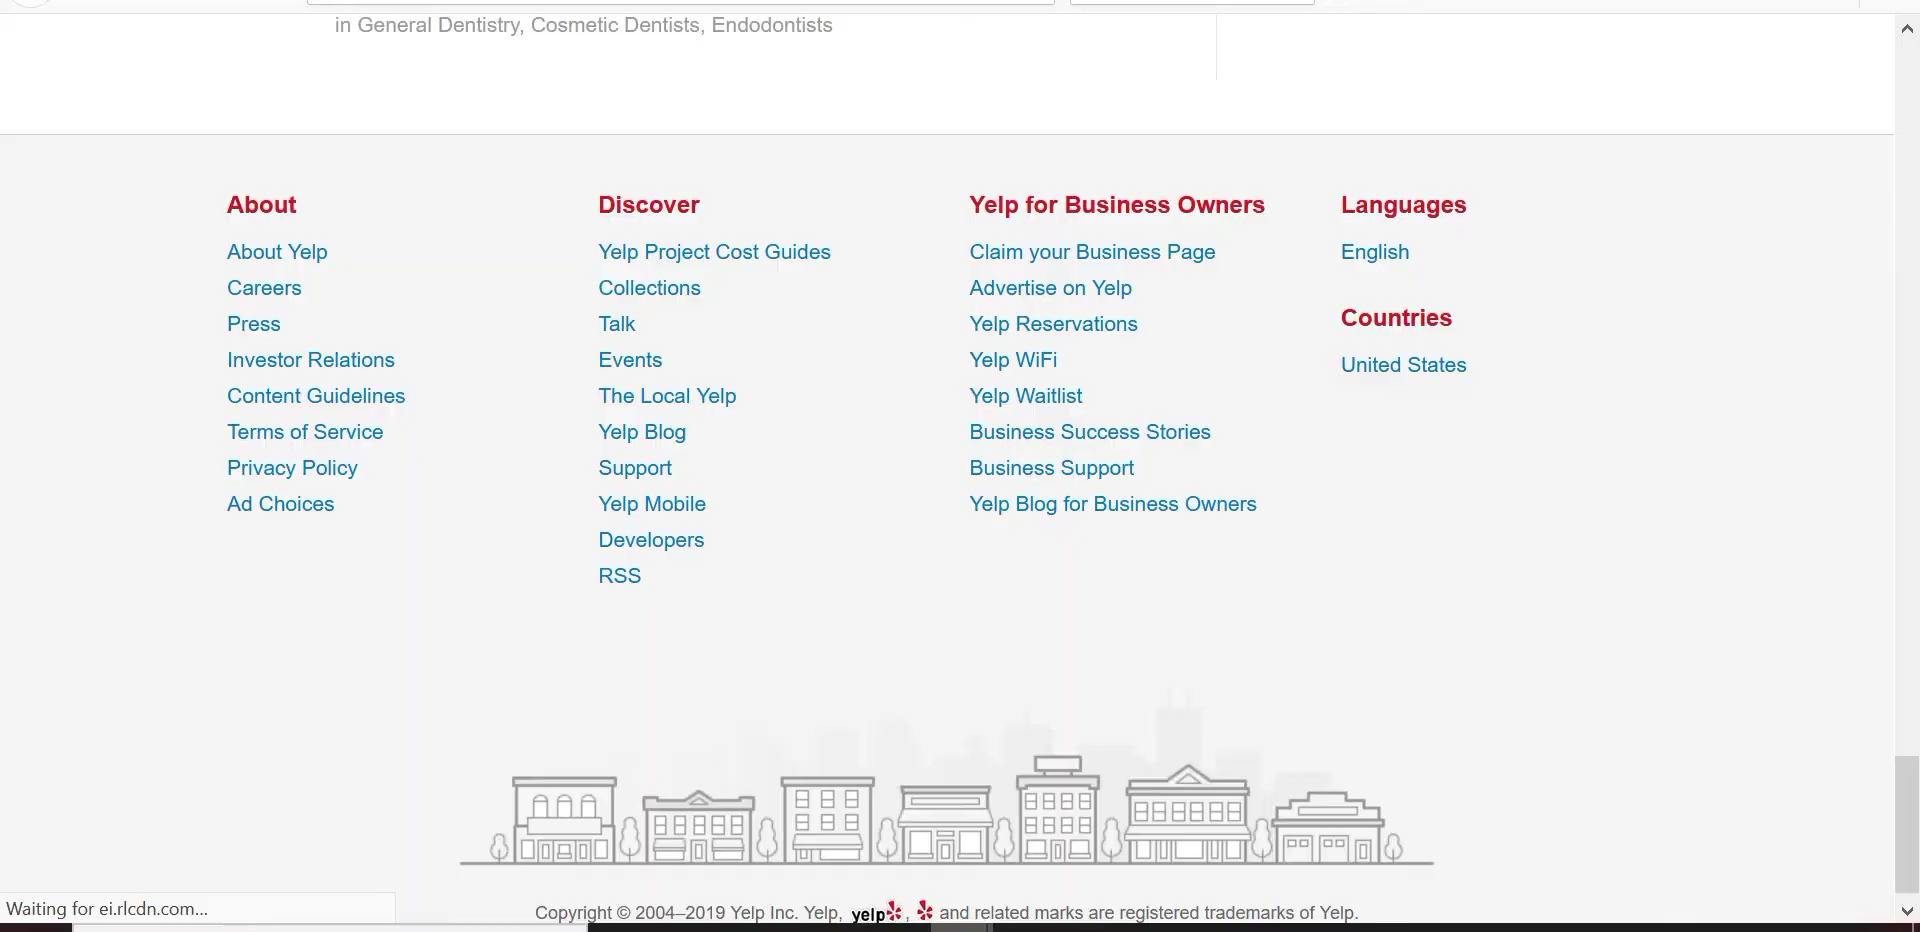 in General Dentistry, Cosmetic Dentists, Endodontists
About
About Yelp
Careers
Press
Investor Relations
Content Guidelines
Terms of Service
Privacy Policy
Ad Choices
Discover
Yelp Project Cost Guides
Collections
Talk
Events
The Local Yelp
Yelp Blog
Support
Yelp Mobile
Developers
RSS
Yelp for Business Owners
Claim your Business Page
Advertise on Yelp
Yelp Reservations
Yelp WiFi
Yelp Waitlist
Business Success Stories
Business Support
Yelp Blog for Business Owners
Languages
English
Countries
United States
Waiting for ei.rlcdn.com...
Copyright © 2004–2019 Yelp Inc. Yelp, yelp, and related marks are registered trademarks of Yelp.